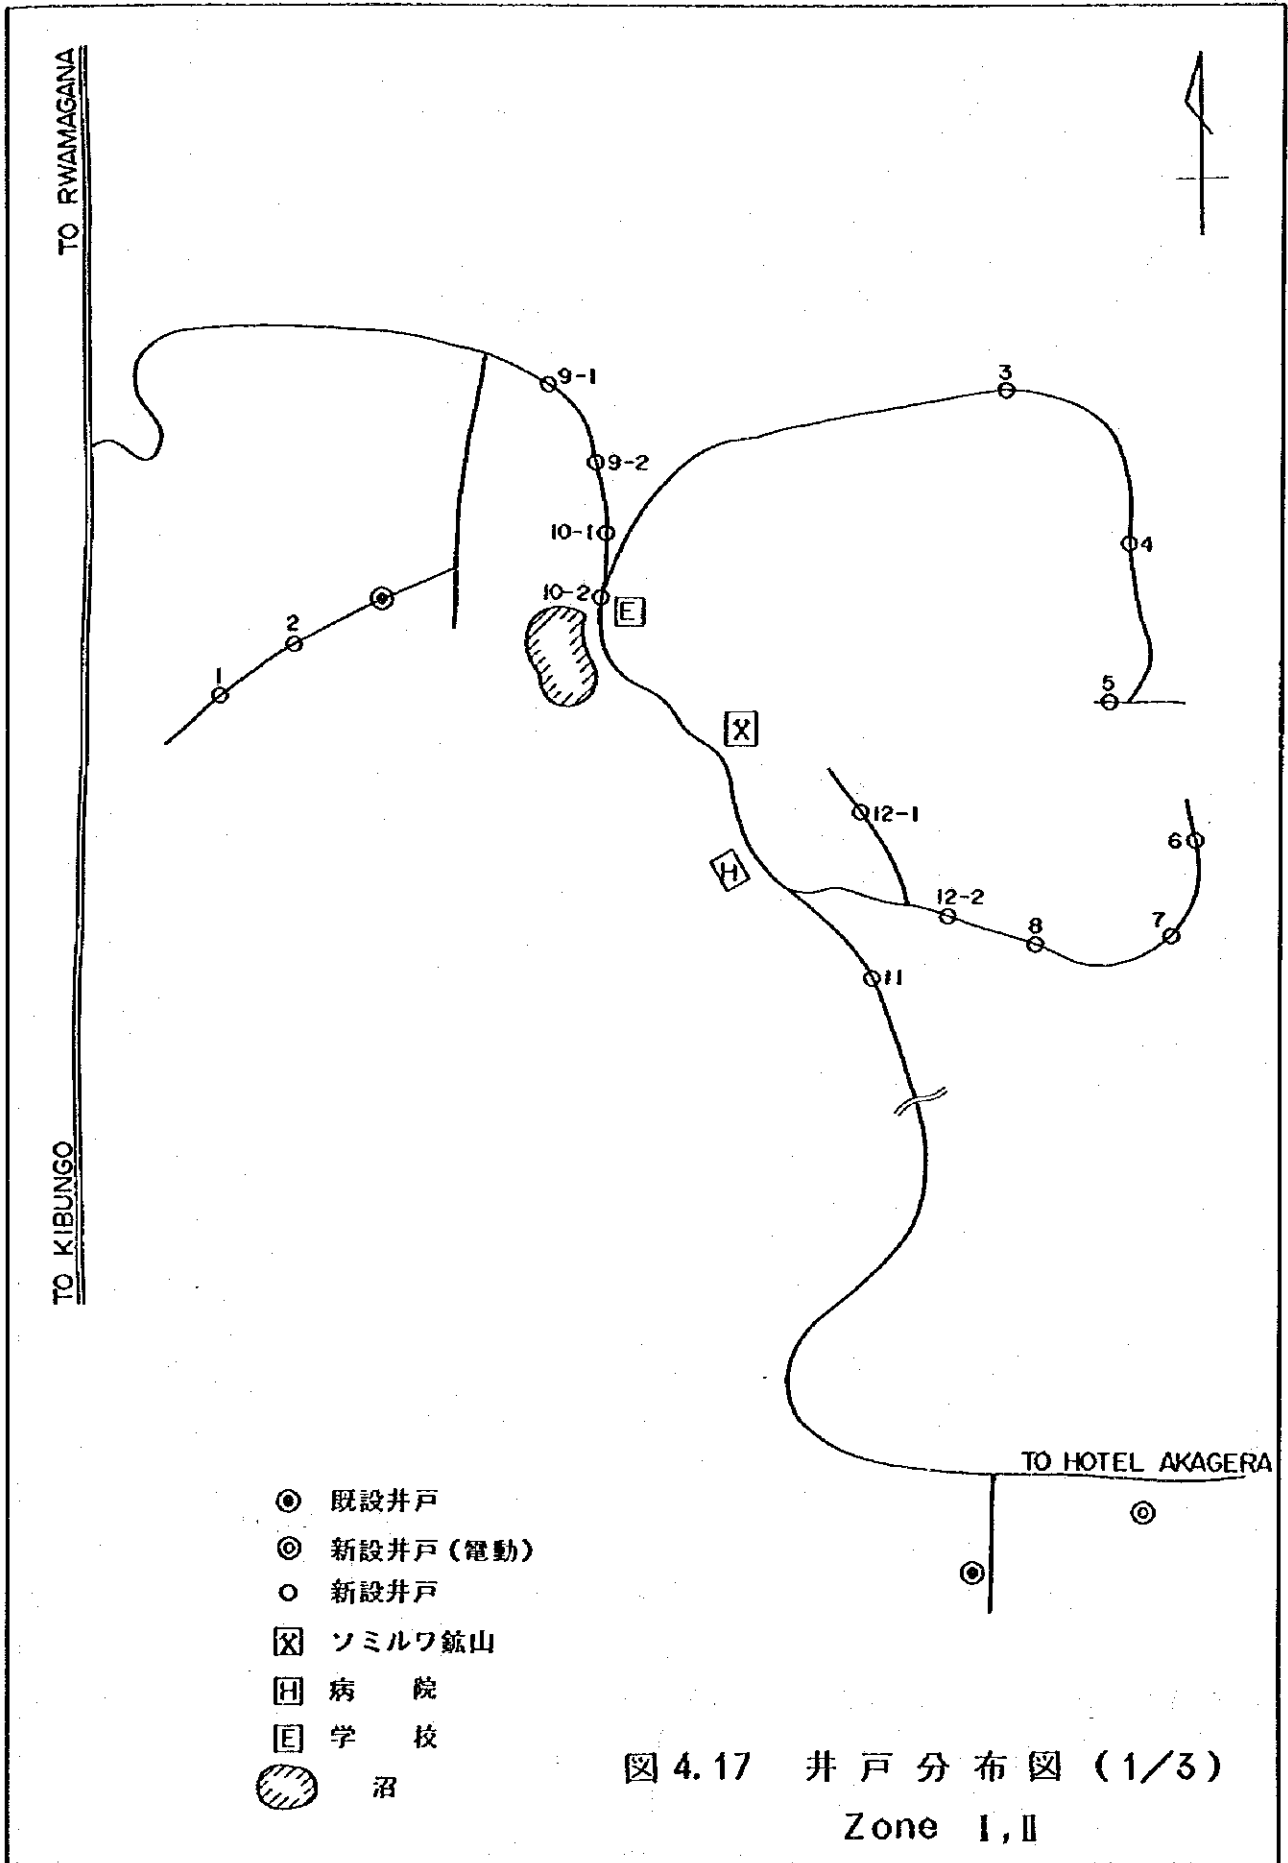 TO RWAMAGANA
9-1
3
9-2
10-1
4
10-2
E
2
1
5
X
12-1
6
H
12-2
8
7
11
TO KIBUNGO
TO HOTEL AKAGERA
既設井戸
新設井戸(電動)
新設井戸
X ソミルワ鉱山
H 病 院
E 学 校
沼
図4.17 井戸分布図(1/3)
Zone I,II